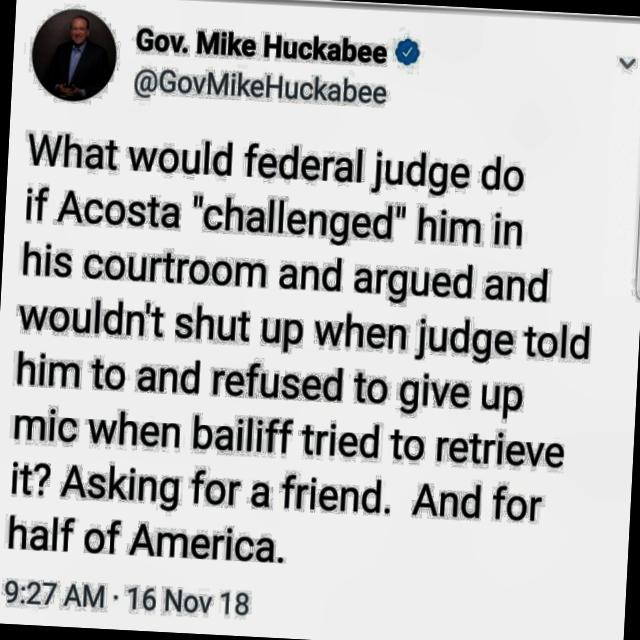 Gov. Mike Huckabee
@GovMikeHuckabee
What would federal judge do
if Acosta "challenged" him in
his courtroom and argued and
wouldn't shut up when judge told
him to and refused to give up
mic when bailiff tried to retrieve
it? Asking for a friend.  And for
half of America.
9:27 AM · 16 Nov 18